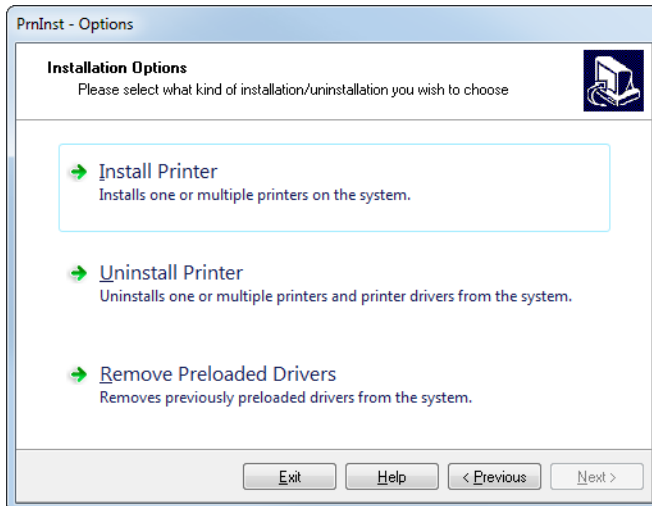 PrnInst - Options
Installation Options
Please select what kind of installation/uninstallation you wish to choose
Install Printer
Installs one or multiple printers on the system.
Uninstall Printer
Uninstalls one or multiple printers and printer drivers from the system.
Remove Preloaded Drivers
Removes previously preloaded drivers from the system.
Exit Help < Previous Next >